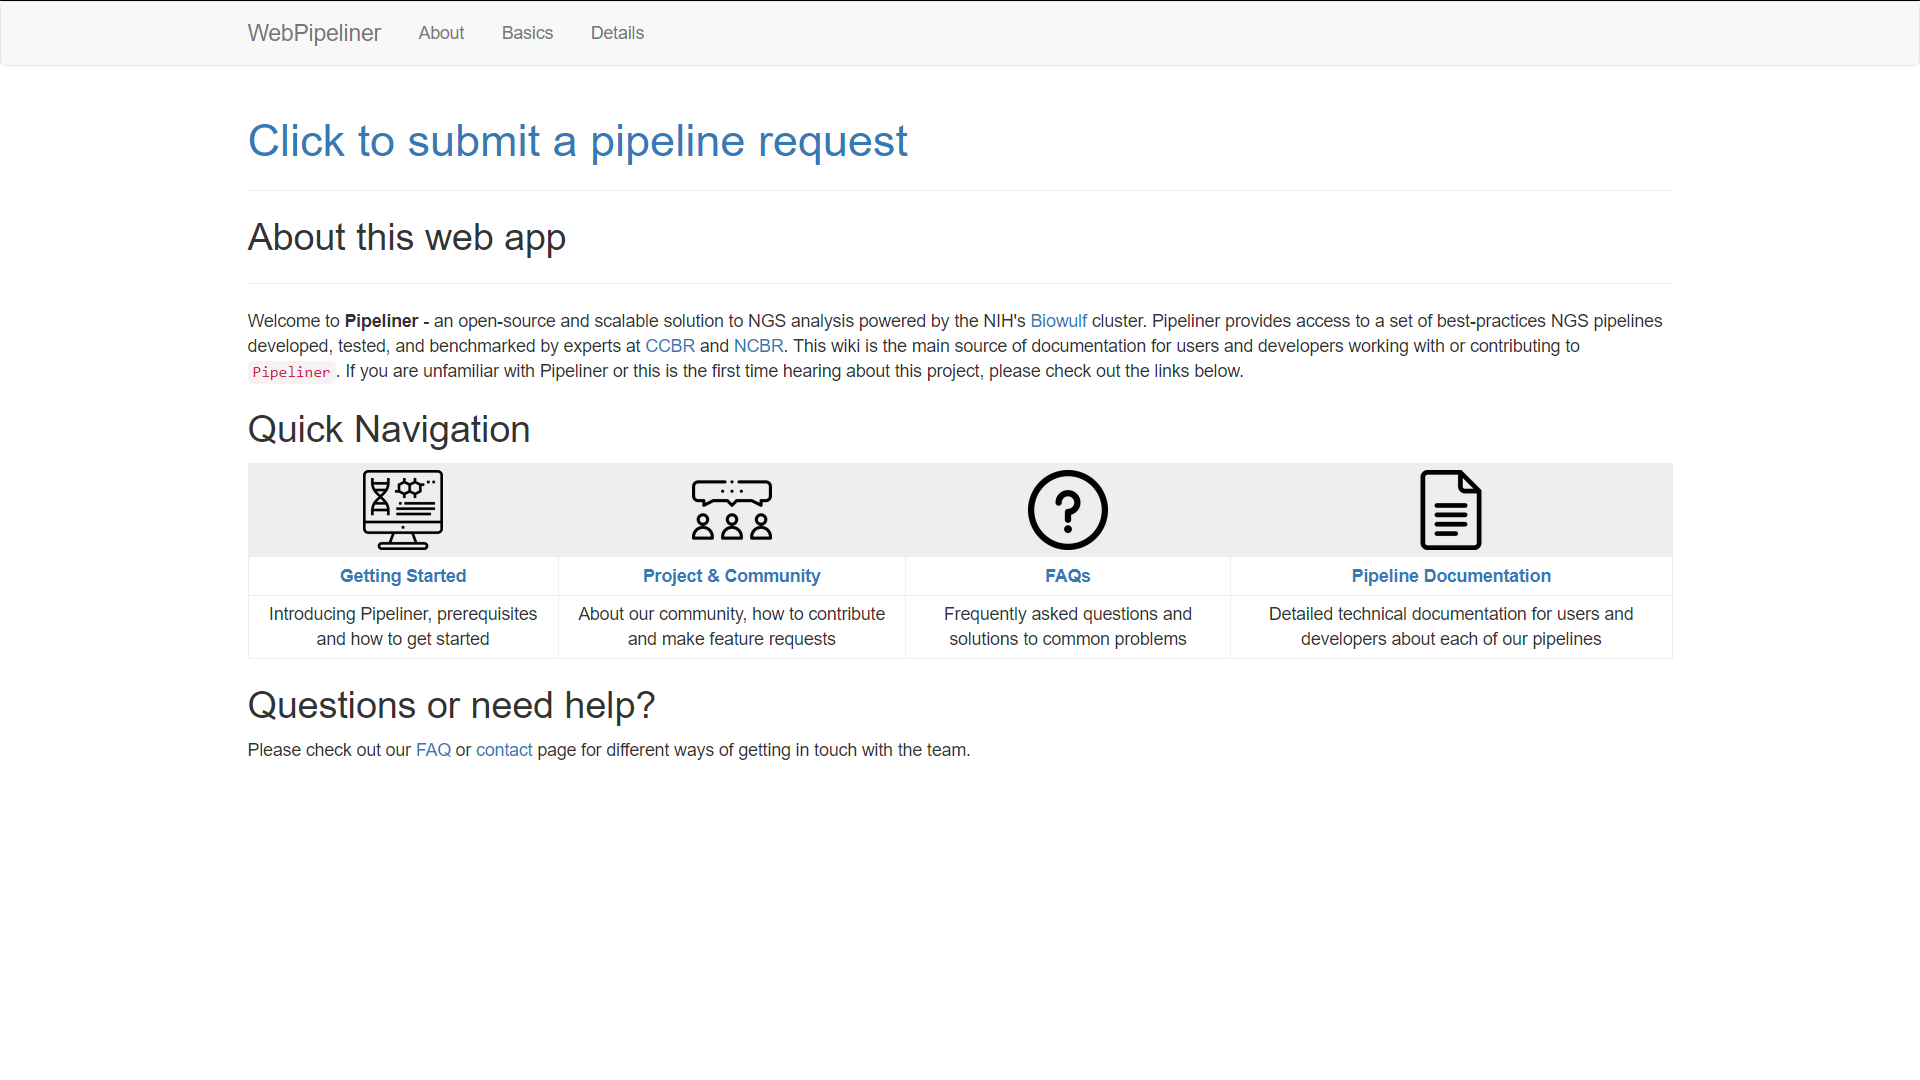 WebPipeliner About Basics Details
Click to submit a pipeline request
About this web app
Welcome to Pipeliner - an open-source and scalable solution to NGS analysis powered by the NIH's Biowulf cluster. Pipeliner provides access to a set of best-practices NGS pipelines
developed, tested, and benchmarked by experts at CCBR and NCBR. This wiki is the main source of documentation for users and developers working with or contributing to
Pipeliner . If you are unfamiliar with Pipeliner or this is the first time hearing about this project, please check out the links below.
Quick Navigation
Getting Started
Introducing Pipeliner, prerequisites
and how to get started
Project & Community
About our community, how to contribute
and make feature requests
FAQs
Frequently asked questions and
solutions to common problems
Pipeline Documentation
Detailed technical documentation for users and
developers about each of our pipelines
Questions or need help?
Please check out our FAQ or contact page for different ways of getting in touch with the team.